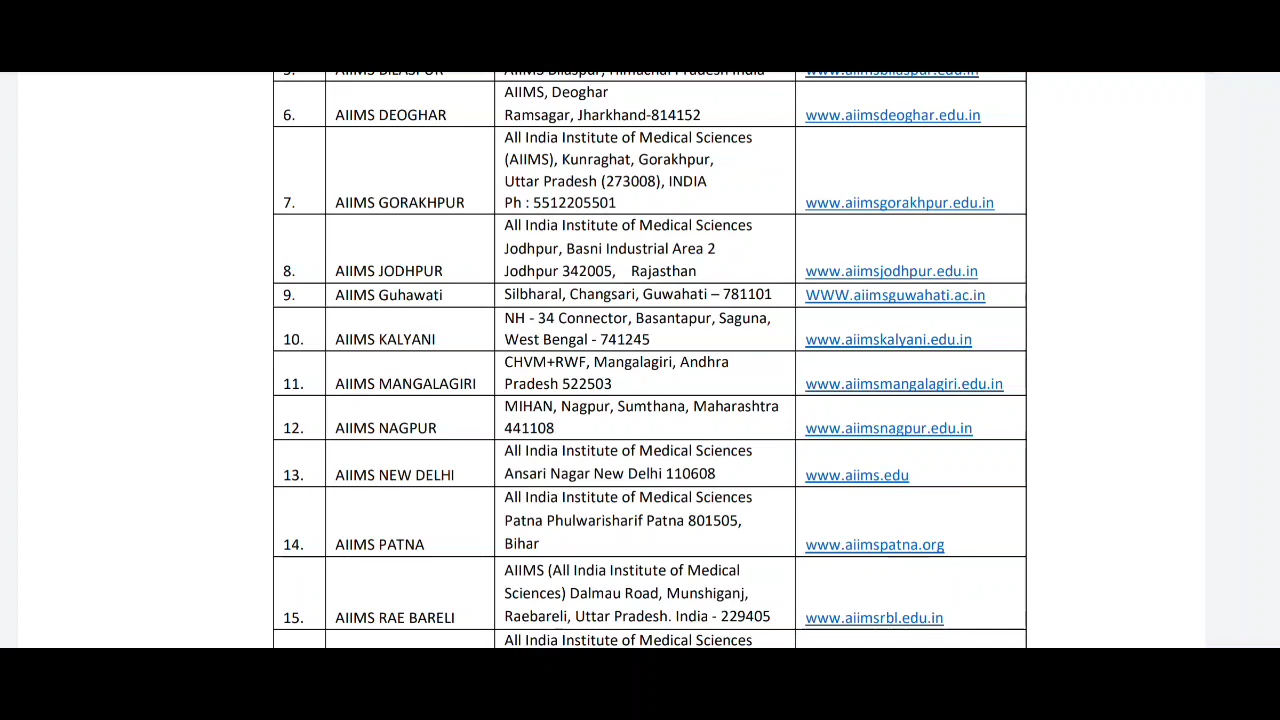 6. AIIMS DEOGHAR AIIMS, Deoghar
Ramsagar, Jharkhand-814152 www.aiimsdeoghar.edu.in
All India Institute of Medical Sciences
(AIIMS), Kunraghat, Gorakhpur,
Uttar Pradesh (273008), INDIA
7. AIIMS GORAKHPUR Ph : 5512205501 www.aiimsgorakhpur.edu.in
All India Institute of Medical Sciences
Jodhpur, Basni Industrial Area 2
8. AIIMS JODHPUR Jodhpur 342005, Rajasthan www.aiimsjodhpur.edu.in
9. AIIMS Guhawati Silbharal, Changsari, Guwahati – 781101 WWW.aiimsguwahati.ac.in
NH - 34 Connector, Basantapur, Saguna,
10. AIIMS KALYANI West Bengal - 741245 www.aiimskalyani.edu.in
CHVM+RWF, Mangalagiri, Andhra
11. AIIMS MANGALAGIRI Pradesh 522503 www.aiimsmangalagiri.edu.in
MIHAN, Nagpur, Sumthana, Maharashtra
12. AIIMS NAGPUR 441108 www.aiimsnagpur.edu.in
All India Institute of Medical Sciences
13. AIIMS NEW DELHI Ansari Nagar New Delhi 110608 www.aiims.edu
All India Institute of Medical Sciences
Patna Phulwarisharif Patna 801505,
14. AIIMS PATNA Bihar www.aiimspatna.org
AIIMS (All India Institute of Medical
Sciences) Dalmau Road, Munshiganj,
15. AIIMS RAE BARELI Raebareli, Uttar Pradesh. India - 229405 www.aiimsrbl.edu.in
All India Institute of Medical Sciences